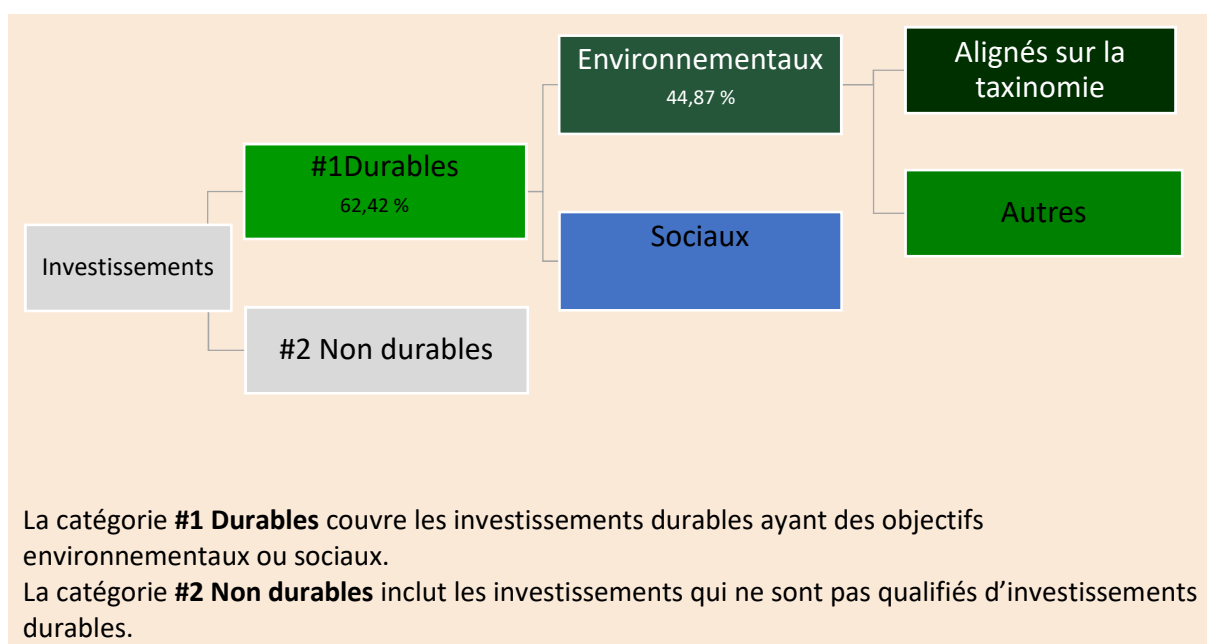 Investissements
#1Durables
62,42 %
#2 Non durables
Environnementaux
44,87 %
Sociaux
Alignés sur la
taxinomie
Autres
La catégorie #1 Durables couvre les investissements durables ayant des objectifs
environnementaux ou sociaux.
La catégorie #2 Non durables inclut les investissements qui ne sont pas qualifiés d’investissements
durables.